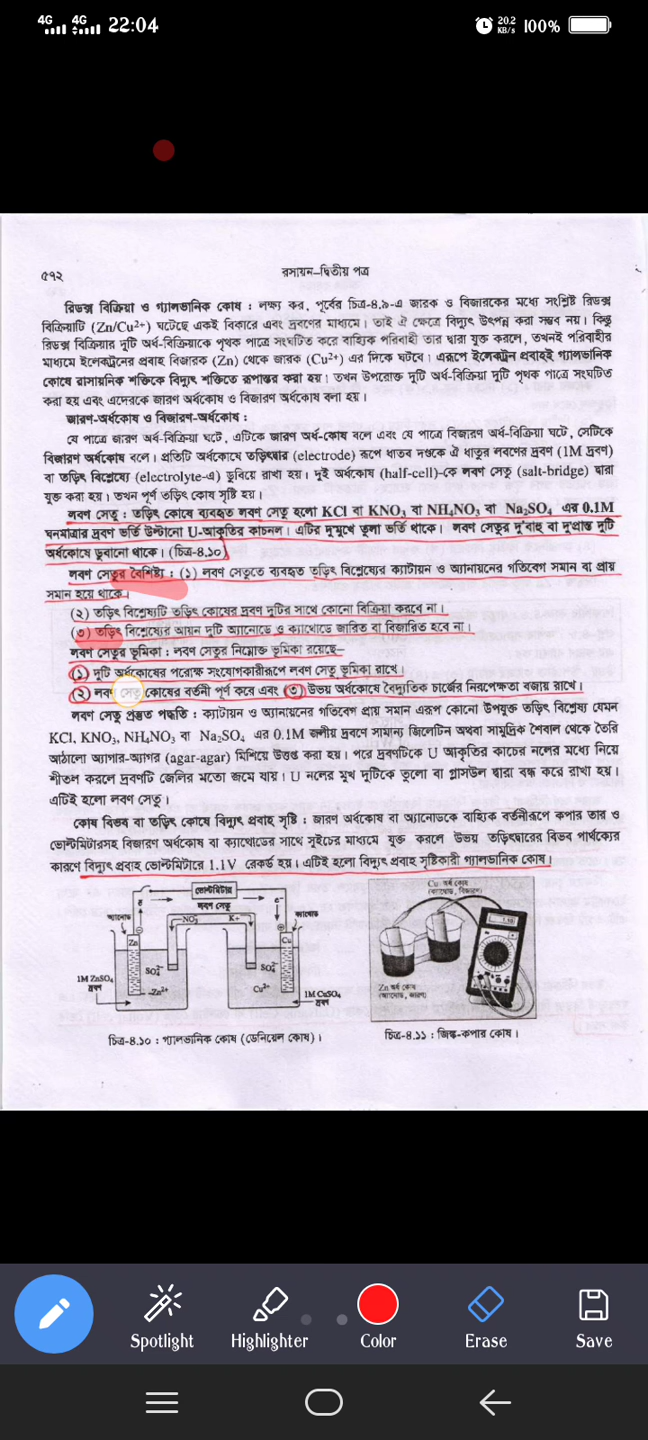 4G 4G 22:04 20.2 KB/s 100%
৫৭২ রসায়ন–দ্বিতীয় পত্র
রিডক্স বিক্রিয়া ও গ্যালভানিক কোষ : লক্ষ্য কর, পূর্বের চিত্র-৪.৯-এ জারক ও বিজারকের মধ্যে সংশ্লিষ্ট রিডক্স
বিক্রিয়াটি (Zn/Cu²⁺) ঘটেছে একই বিকারে এবং দ্রবণের মাধ্যমে। তাই ঐ ক্ষেত্রে বিদ্যুৎ উৎপন্ন করা সম্ভব নয়। কিন্তু
রিডক্স বিক্রিয়ার দুটি অর্ধ-বিক্রিয়াকে পৃথক পাত্রে সংঘটিত করে বাহ্যিক পরিবাহী তার দ্বারা যুক্ত করলে, তখনই পরিবাহীর
মাধ্যমে ইলেকট্রনের প্রবাহ বিজারক (Zn) থেকে জারক (Cu²⁺) এর দিকে ঘটবে। এরূপে ইলেকট্রন প্রবাহই গ্যালভানিক
কোষে রাসায়নিক শক্তিকে বিদ্যুৎ শক্তিতে রূপান্তর করা হয়। তখন উপরোক্ত দুটি অর্ধ-বিক্রিয়া দুটি পৃথক পাত্রে সংঘটিত
করা হয় এবং এদেরকে জারণ অর্ধকোষ ও বিজারণ অর্ধকোষ বলা হয়।
জারণ-অর্ধকোষ ও বিজারণ-অর্ধকোষ :
যে পাত্রে জারণ অর্ধ-বিক্রিয়া ঘটে, এটিকে জারণ অর্ধ-কোষ বলে এবং যে পাত্রে বিজারণ অর্ধ-বিক্রিয়া ঘটে, সেটিকে
বিজারণ অর্ধকোষ বলে। প্রতিটি অর্ধকোষে তড়িৎদ্বার (electrode) রূপে ধাতব দণ্ডকে ঐ ধাতুর লবণের দ্রবণ (1M দ্রবণ)
বা তড়িৎ বিশ্লেষ্যে (electrolyte-এ) ডুবিয়ে রাখা হয়। দুই অর্ধকোষ (half-cell)-কে লবণ সেতু (salt-bridge) দ্বারা
যুক্ত করা হয়। তখন পূর্ণ তড়িৎ কোষ সৃষ্টি হয়।
লবণ সেতু : তড়িৎ কোষে ব্যবহৃত লবণ সেতু হলো KCl বা KNO₃ বা NH₄NO₃ বা Na₂SO₄ এর 0.1M
ঘনমাত্রার দ্রবণ ভর্তি উল্টানো U-আকৃতির কাচনল। এটির দু'মুখে তুলা ভর্তি থাকে। লবণ সেতুর দু'বাহু বা দু'প্রান্ত দুটি
অর্ধকোষে ডুবানো থাকে। (চিত্র-৪.১০)
লবণ সেতুর বৈশিষ্ট্য : (১) লবণ সেতুতে ব্যবহৃত তড়িৎ বিশ্লেষ্যের ক্যাটায়ন ও অ্যানায়নের গতিবেগ সমান বা প্রায়
সমান হয়ে থাকে।
(২) তড়িৎ বিশ্লেষ্যটি তড়িৎ কোষের দ্রবণ দুটির সাথে কোনো বিক্রিয়া করবে না।
(৩) তড়িৎ বিশ্লেষ্যের আয়ন দুটি অ্যানোডে ও ক্যাথোডে জারিত বা বিজারিত হবে না।
লবণ সেতুর ভূমিকা : লবণ সেতুর নিম্নোক্ত ভূমিকা রয়েছে–
(১) দুটি অর্ধকোষের পরোক্ষ সংযোগকারীরূপে লবণ সেতু ভূমিকা রাখে।
(২) লবণ সেতু কোষের বর্তনী পূর্ণ করে এবং (৩) উভয় অর্ধকোষে বৈদ্যুতিক চার্জের নিরপেক্ষতা বজায় রাখে।
লবণ সেতু প্রস্তুত পদ্ধতি : ক্যাটায়ন ও অ্যানায়নের গতিবেগ প্রায় সমান এরূপ কোনো উপযুক্ত তড়িৎ বিশ্লেষ্য যেমন
KCl, KNO₃, NH₄NO₃ বা Na₂SO₄ এর 0.1M জলীয় দ্রবণে সামান্য জিলেটিন অথবা সামুদ্রিক শৈবাল থেকে তৈরি
আঠালো অ্যাগার-অ্যাগার (agar-agar) মিশিয়ে উত্তপ্ত করা হয়। পরে দ্রবণটিকে U আকৃতির কাচের নলের মধ্যে নিয়ে
শীতল করলে দ্রবণটি জেলির মতো জমে যায়। U নলের মুখ দুটিকে তুলো বা গ্লাসউল দ্বারা বন্ধ করে রাখা হয়।
এটিই হলো লবণ সেতু।
কোষ বিভব বা তড়িৎ কোষে বিদ্যুৎ প্রবাহ সৃষ্টি : জারণ অর্ধকোষ বা অ্যানোডকে বাহ্যিক বর্তনীরূপে কপার তার ও
ভোল্টমিটারসহ বিজারণ অর্ধকোষ বা ক্যাথোডের সাথে সুইচের মাধ্যমে যুক্ত করলে উভয় তড়িৎদ্বারের বিভব পার্থক্যের
কারণে বিদ্যুৎ প্রবাহ ভোল্টমিটারে 1.1V রেকর্ড হয়। এটিই হলো বিদ্যুৎ প্রবাহ সৃষ্টিকারী গ্যালভানিক কোষ।
ভোল্টমিটার
লবণ সেতু
অ্যানোড ē e⁻ ক্যাথোড
NO₃⁻ K+
Zn Cu
SO₄²⁻ SO₄²⁻
1M ZnSO₄ দ্রবণ Zn²⁺ Cu²⁺ 1M CuSO₄ দ্রবণ
Cu অর্ধ কোষ
(ক্যাথোড, বিজারণ)
1.10
Zn অর্ধ কোষ
(অ্যানোড, জারণ)
চিত্র-৪.১০ : গ্যালভানিক কোষ (ডেনিয়েল কোষ)। চিত্র-৪.১১ : জিঙ্ক-কপার কোষ।
Spotlight Highlighter Color Erase Save